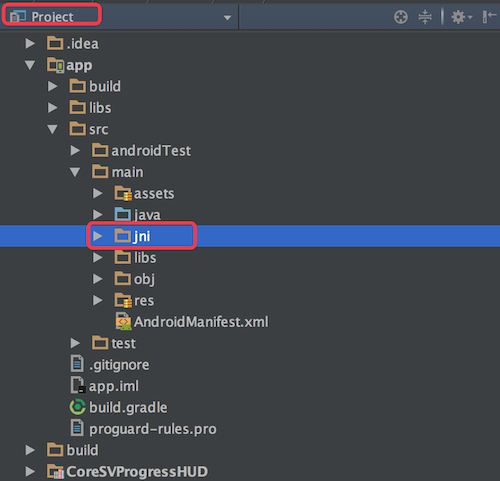 Project
.idea
app
build
libs
src
androidTest
main
assets
java
jni
libs
obj
res
AndroidManifest.xml
test
.gitignore
app.iml
build.gradle
proguard-rules.pro
build
CoreSVProgressHUD